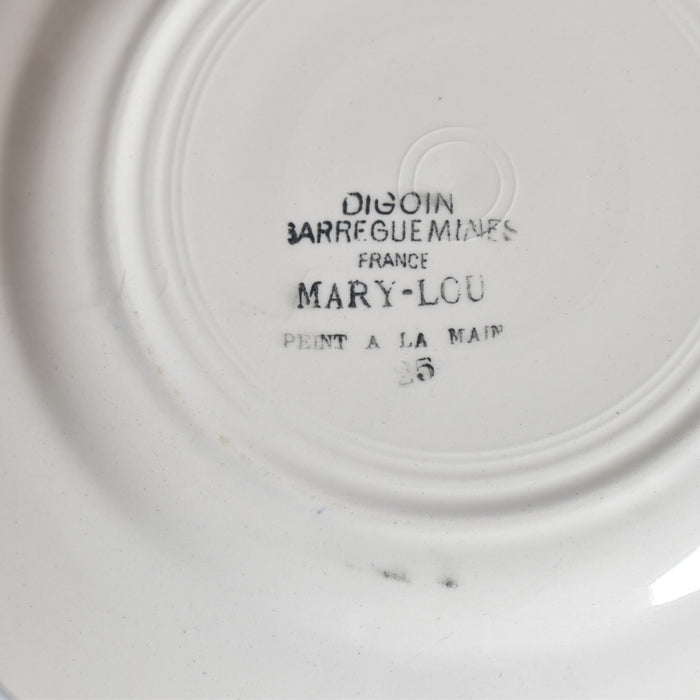 DIGOIN
SARREGUEMINES
FRANCE
MARY-LOU
PEINT A LA MAIN
25